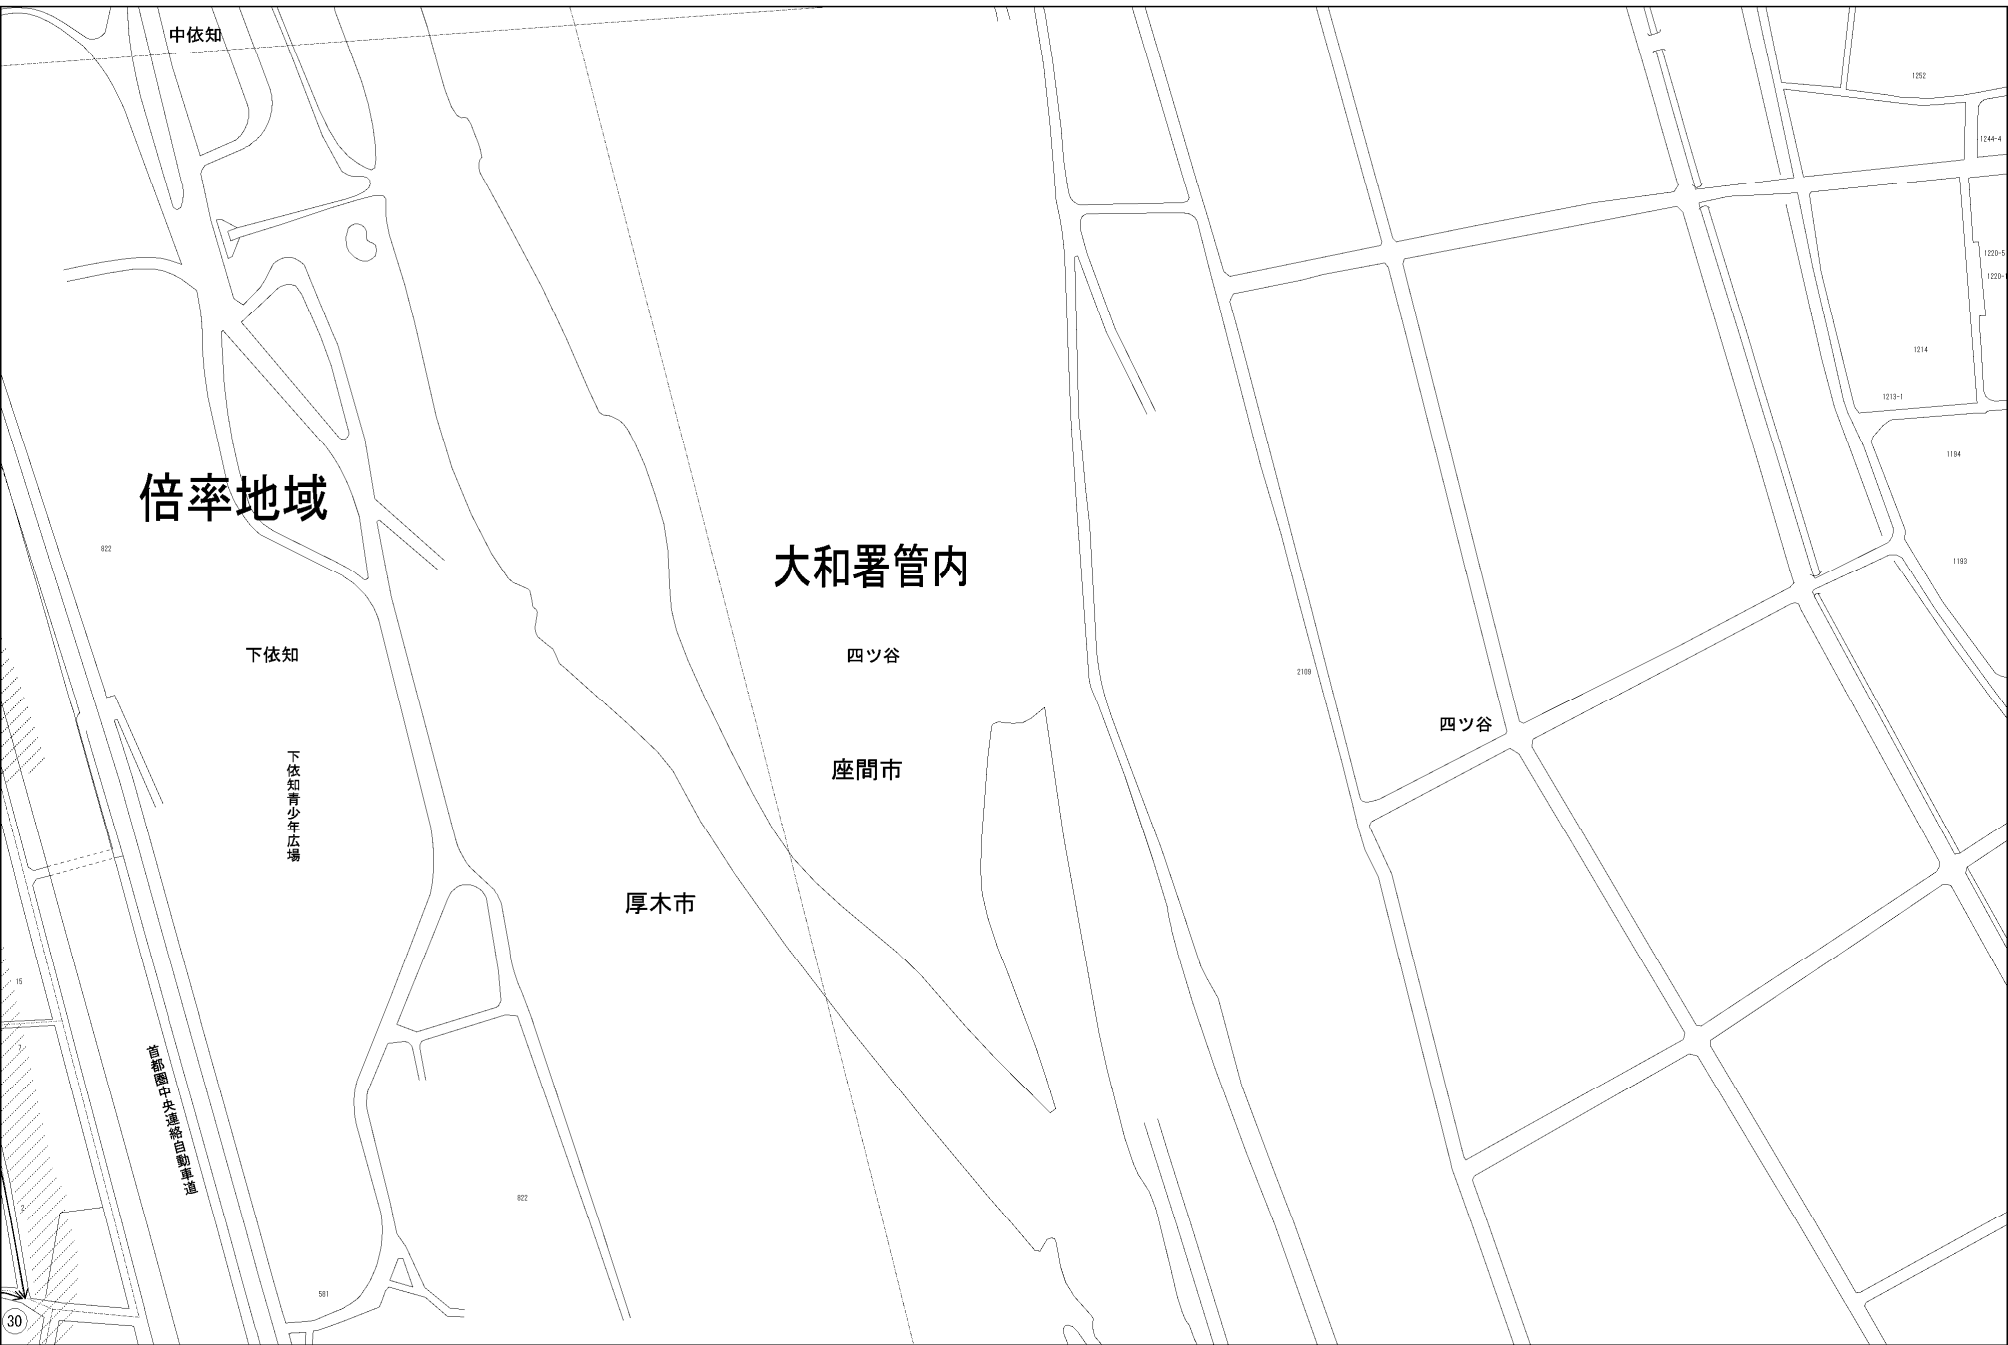 中依知
1252
1244-4
1220-5
1220-1
1214
1213-1
1194
倍率地域
822
大和署管内
1193
下依知
四ツ谷
2109
四ツ谷
下依知青少年広場
座間市
厚木市
15
7
首都圏中央連絡自動車道
822
2
581
30